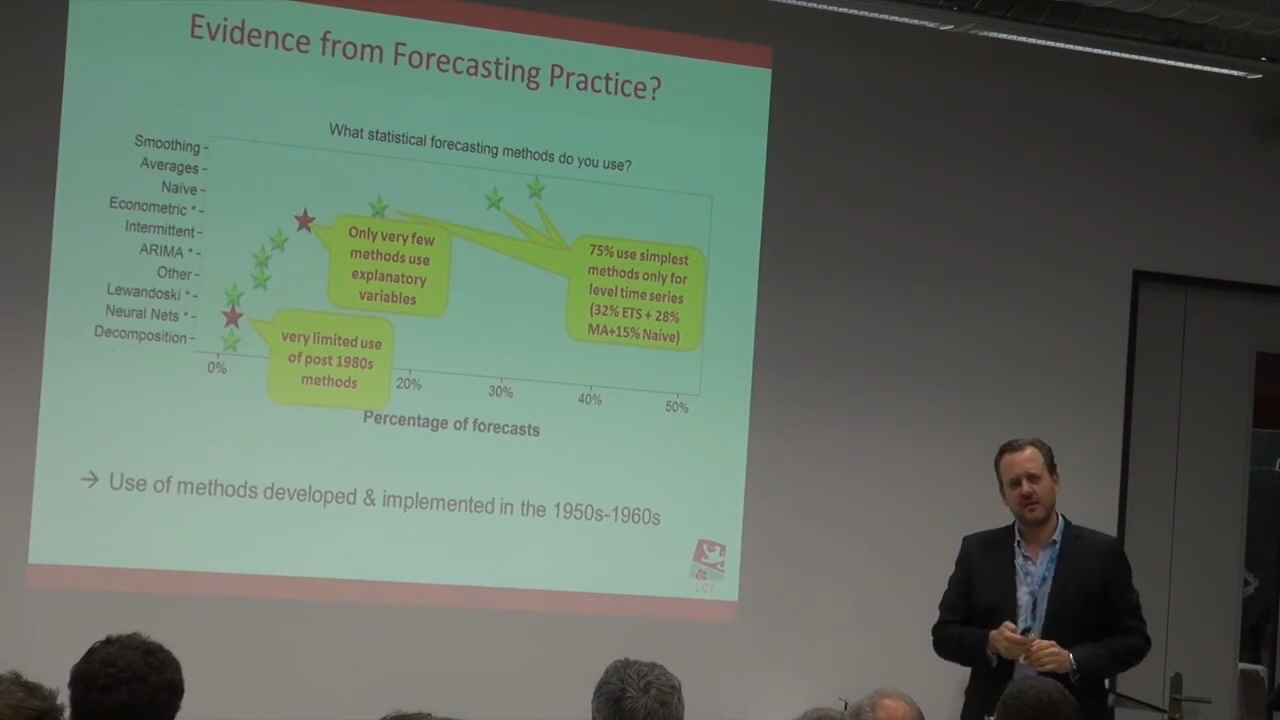 Evidence from Forecasting Practice?
What statistical forecasting methods do you use?
Smoothing
Averages
Naïve
Econometric *
Intermittent
ARIMA *
Other
Lewandoski *
Neural Nets *
Decomposition
Only very few
methods use
explanatory
variables
75% use simplest
methods only for
level time series
(32% ETS + 28%
MA+15% Naive)
very limited use
of post 1980s
methods
0%
20%
30%
40%
50%
Percentage of forecasts
→ Use of methods developed & implemented in the 1950s-1960s